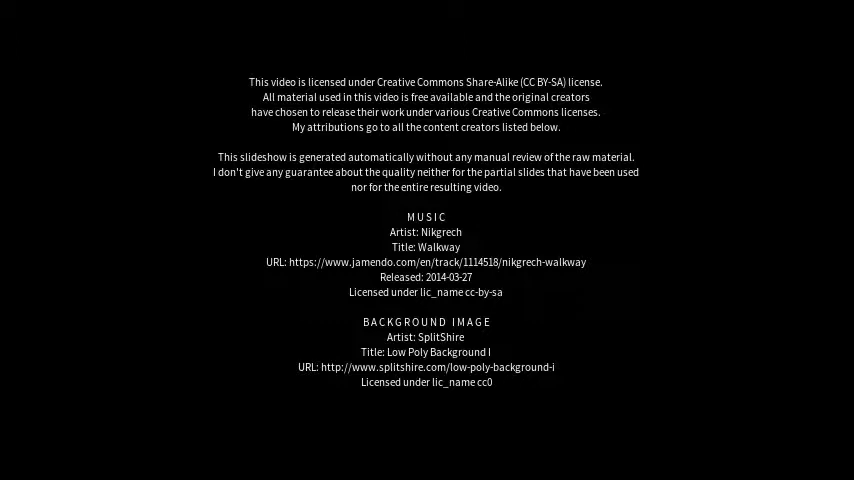 This video is licensed under Creative Commons Share-Alike (CC BY-SA) license.
All material used in this video is free available and the original creators
have chosen to release their work under various Creative Commons licenses.
My attributions go to all the content creators listed below.
This slideshow is generated automatically without any manual review of the raw material.
I don't give any guarantee about the quality neither for the partial slides that have been used
nor for the entire resulting video.
MUSIC
Artist: Nikgrech
Title: Walkway
URL: https://www.jamendo.com/en/track/1114518/nikgrech-walkway
Released: 2014-03-27
Licensed under lic_name cc-by-sa
BACKGROUND IMAGE
Artist: SplitShire
Title: Low Poly Background I
URL: http://www.splitshire.com/low-poly-background-i
Licensed under lic_name cc0